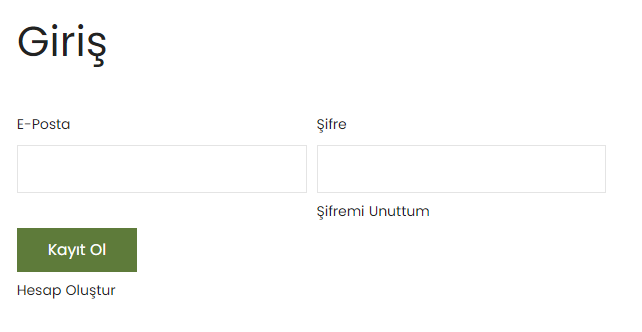 Giriş
E-Posta
Şifre
Şifremi Unuttum
Kayıt Ol
Hesap Oluştur